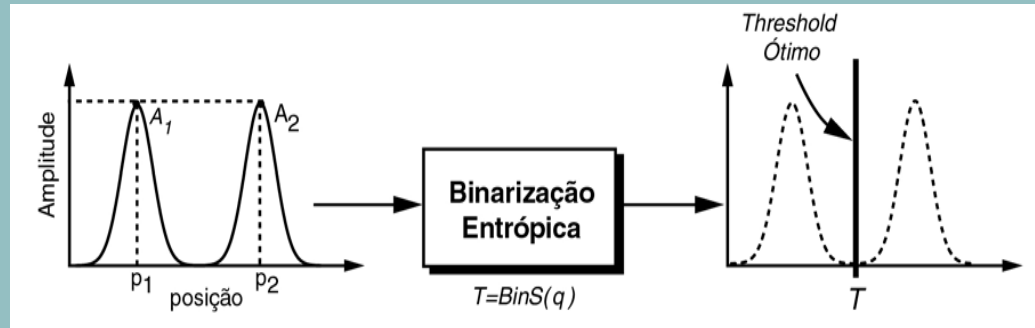 Amplitude
A1
A2
p1
p2
posição
Binarização
Entrópica
T=BinS(q)
Threshold
Ótimo
T